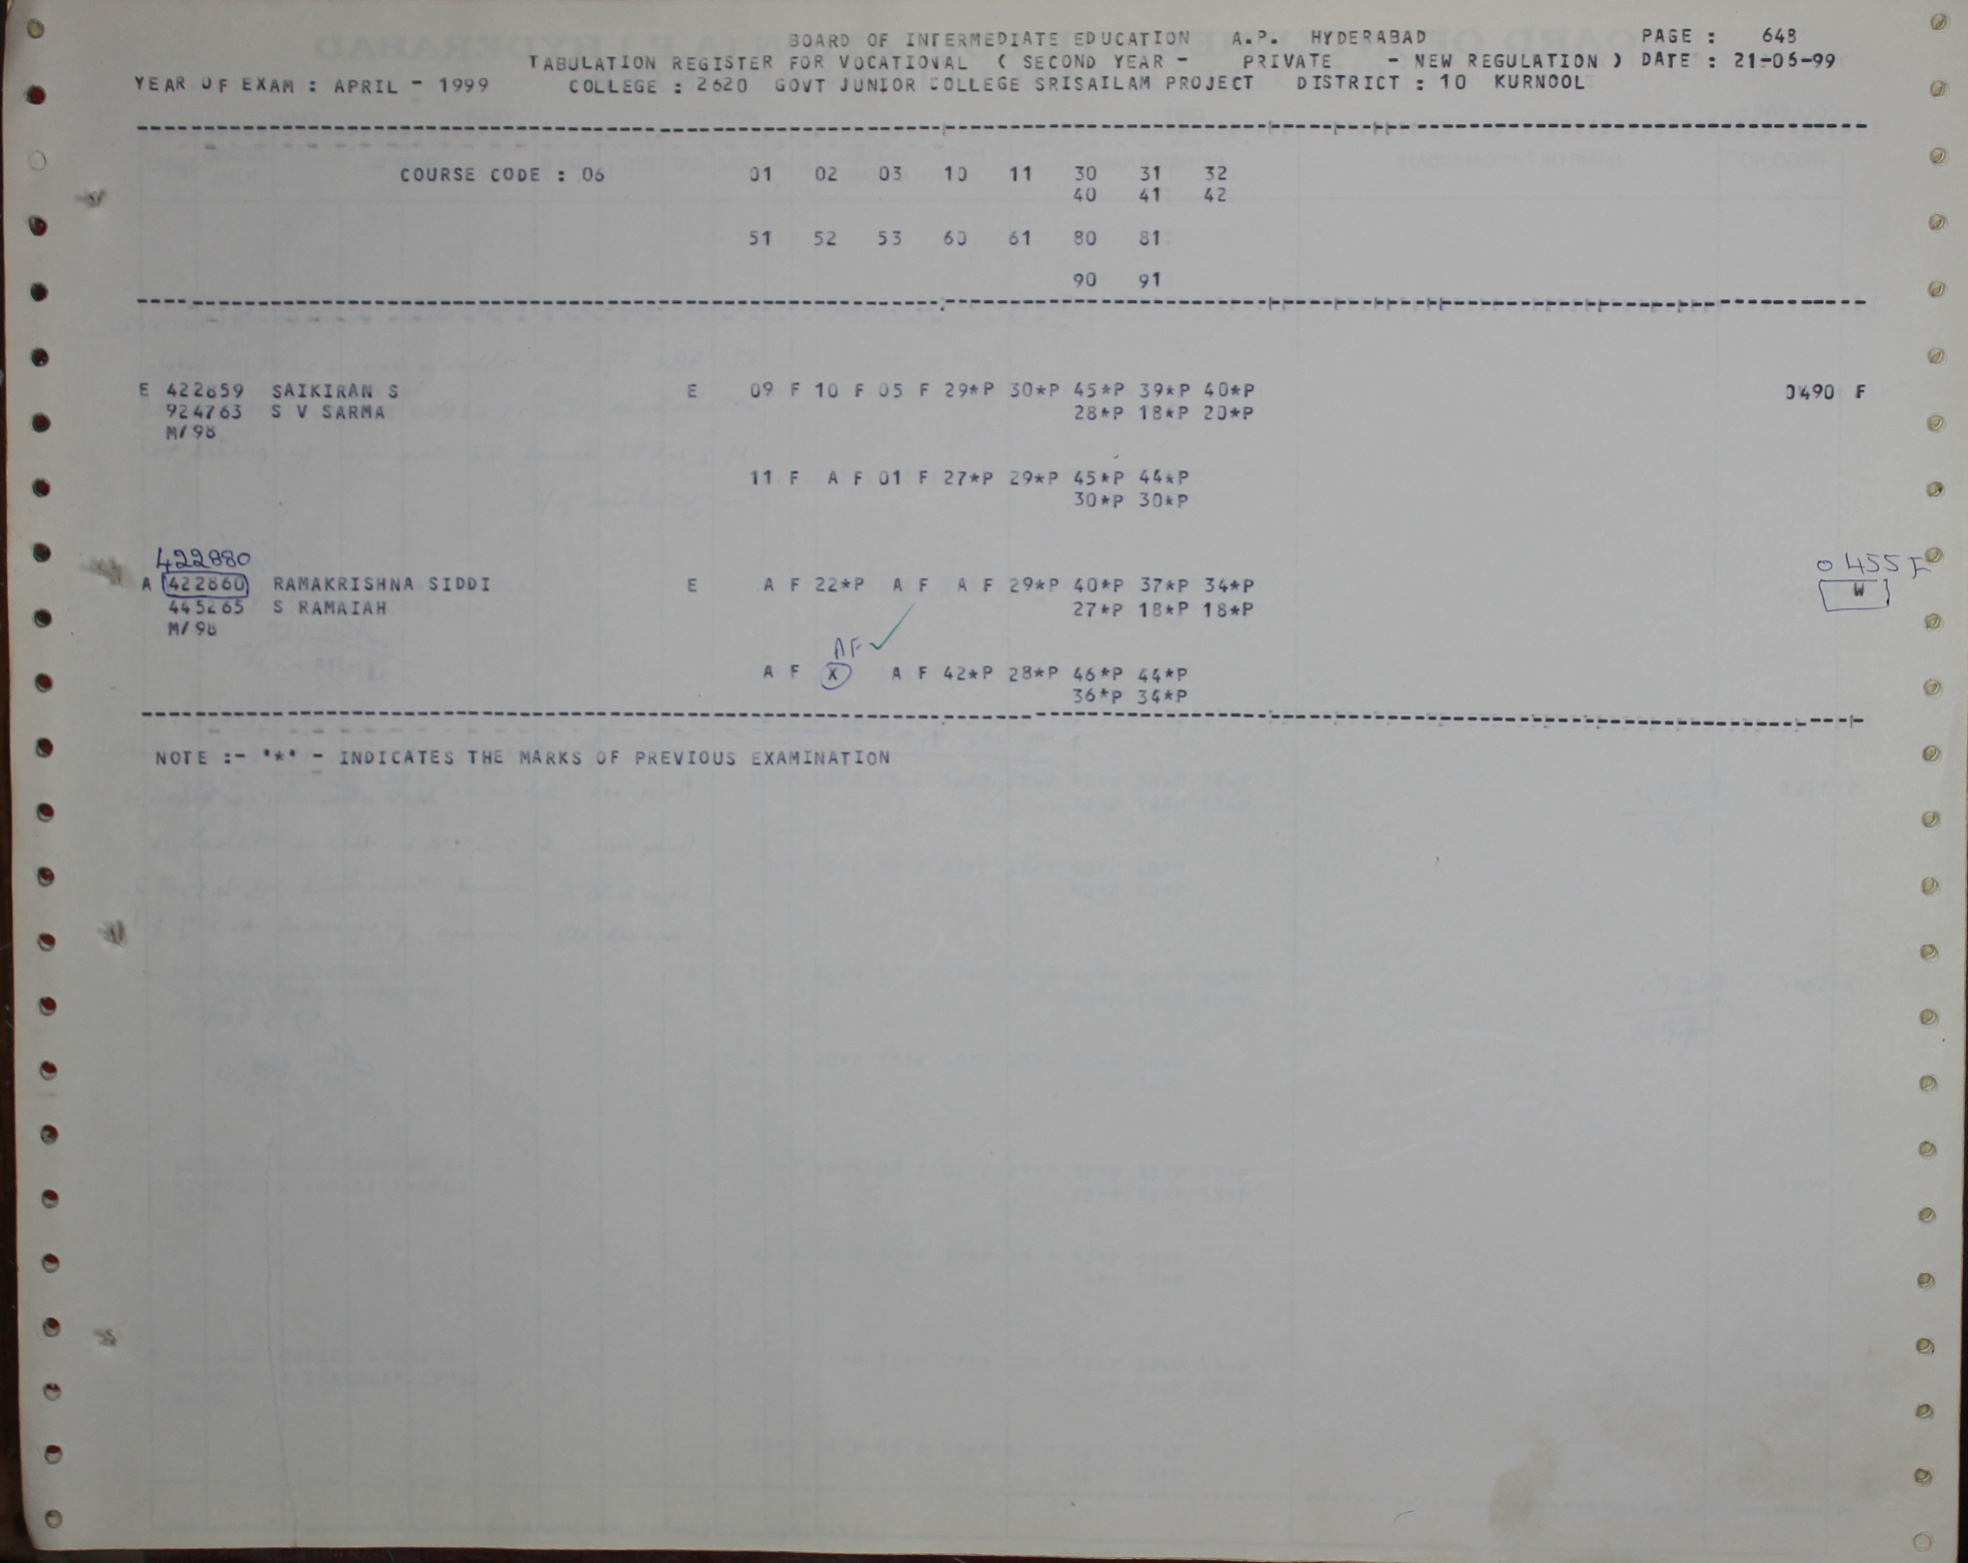 BOARD OF INTERMEDIATE EDUCATION A.P. HYDERABAD PAGE : 648
TABULATION REGISTER FOR VOCATIONAL ( SECOND YEAR - PRIVATE - NEW REGULATION ) DATE : 21-06-99
YEAR OF EXAM : APRIL - 1999 COLLEGE : 2620 GOVT JUNIOR COLLEGE SRISAILAM PROJECT DISTRICT : 10 KURNOOL
COURSE CODE : 06 01 02 03 10 11 30 31 32
40 41 42
51 52 53 60 61 80 81
90 91
E 422859 SAIKIRAN S E 09 F 10 F 05 F 29*P 30*P 45*P 39*P 40*P 0490 F
924763 S V SARMA 28*P 18*P 20*P
M/98
11 F A F 01 F 27*P 29*P 45*P 44*P
30*P 30*P
422880 0455 F
A 422860 RAMAKRISHNA SIDDI E A F 22*P A F A F 29*P 40*P 37*P 34*P W
445265 S RAMAIAH 27*P 18*P 18*P
M/98
AF ✓
A F X A F 42*P 28*P 46*P 44*P
36*P 34*P
NOTE :- '*' - INDICATES THE MARKS OF PREVIOUS EXAMINATION